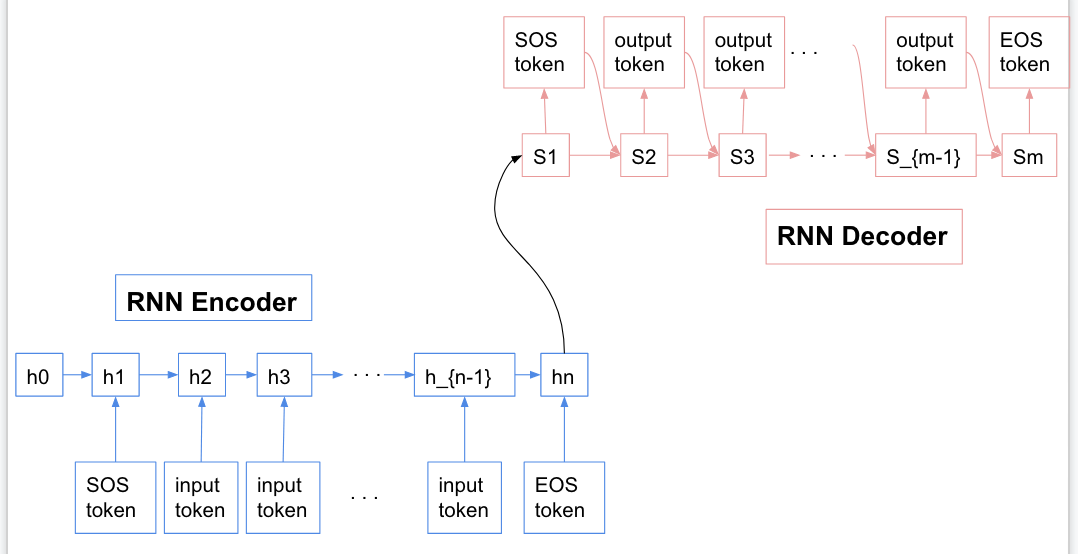 SOS
token
output
token
output
token
. . .
output
token
EOS
token
S1
S2
S3
. . .
S_{m-1}
Sm
RNN Decoder
RNN Encoder
h0
h1
h2
h3
. . .
h_{n-1}
hn
SOS
token
input
token
input
token
. . .
input
token
EOS
token